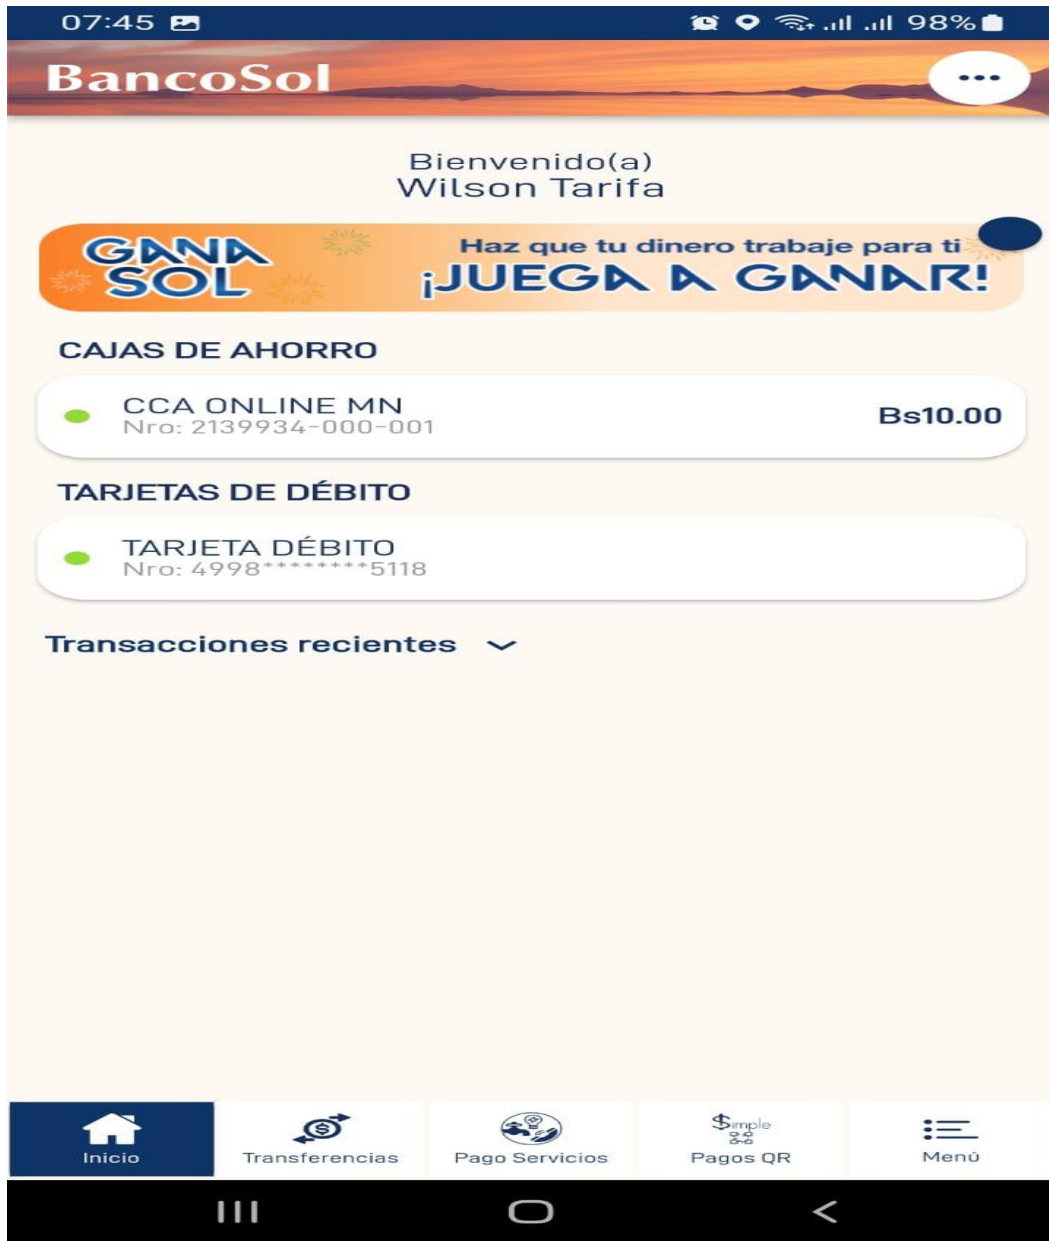 07:45
98%
BancoSol
Bienvenido(a)
Wilson Tarifa
GANA
SOL
Haz que tu dinero trabaje para ti
¡JUEGA A GANAR!
CAJAS DE AHORRO
CCA ONLINE MN
Bs10.00
Nro: 2139934-000-001
TARJETAS DE DÉBITO
TARJETA DÉBITO
Nro: 4998********5118
Transacciones recientes
Inicio
Transferencias
Pago Servicios
Simple
Pagos QR
Menú